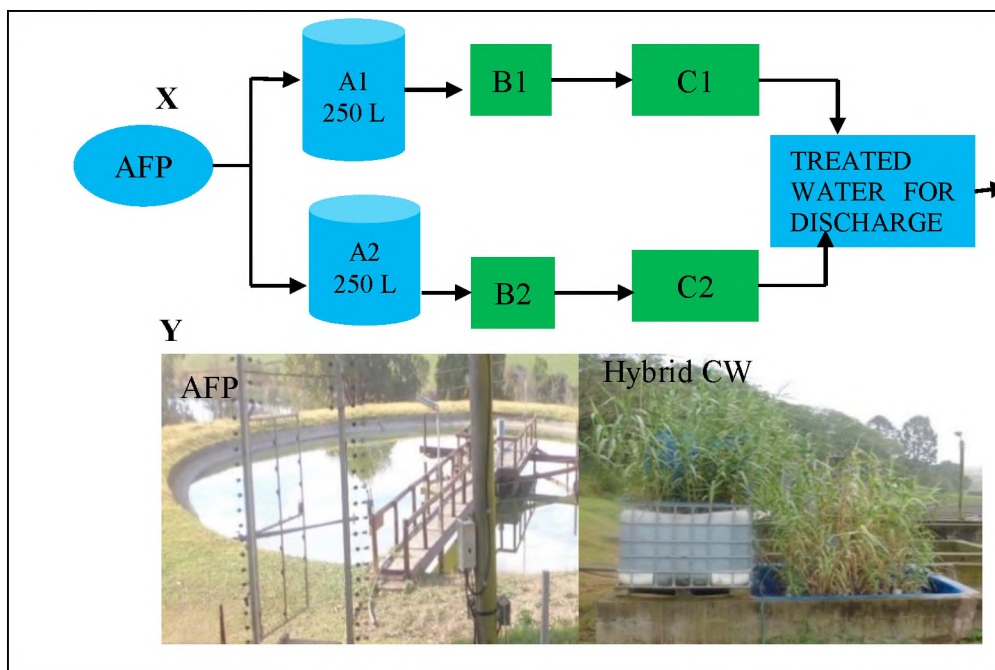 X
AFP
A1
250 L
B1
C1
TREATED
WATER FOR
DISCHARGE
A2
250 L
B2
C2
Y
AFP
Hybrid CW